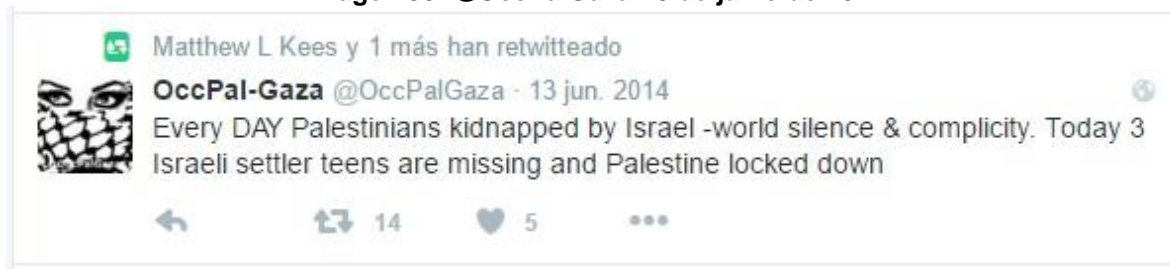 Matthew L Kees y 1 más han retwitteado
OccPal-Gaza @OccPalGaza · 13 jun. 2014
Every DAY Palestinians kidnapped by Israel -world silence & complicity. Today 3
Israeli settler teens are missing and Palestine locked down
14 5